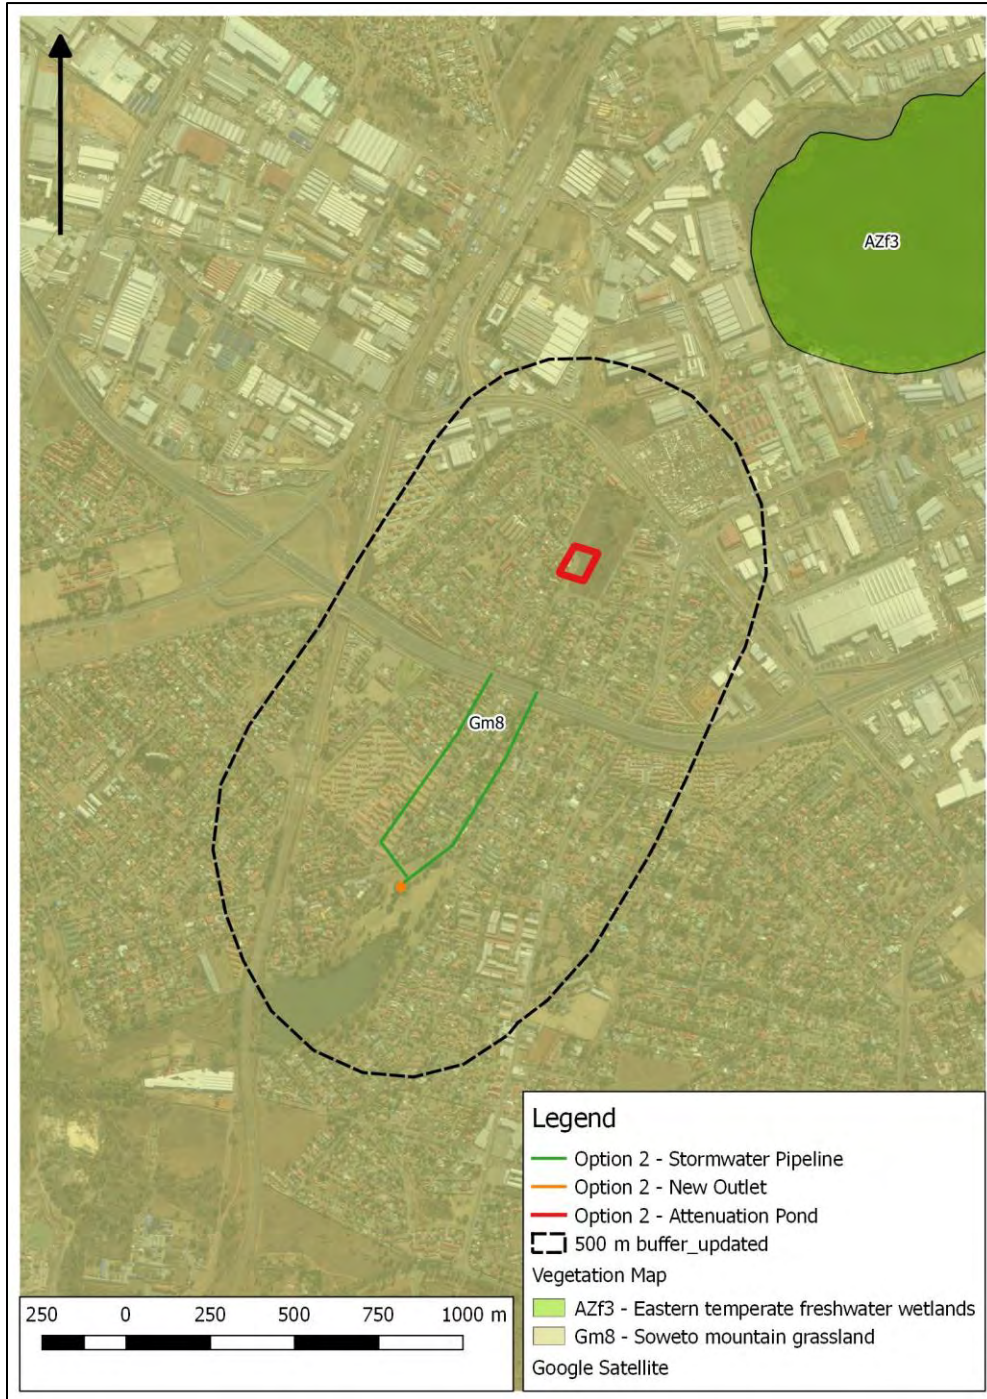 AZf3
Gm8
Legend
Option 2 - Stormwater Pipeline
Option 2 - New Outlet
Option 2 - Attenuation Pond
500 m buffer_updated
Vegetation Map
AZf3 - Eastern temperate freshwater wetlands
Gm8 - Soweto mountain grassland
Google Satellite
250 0 250 500 750 1000 m